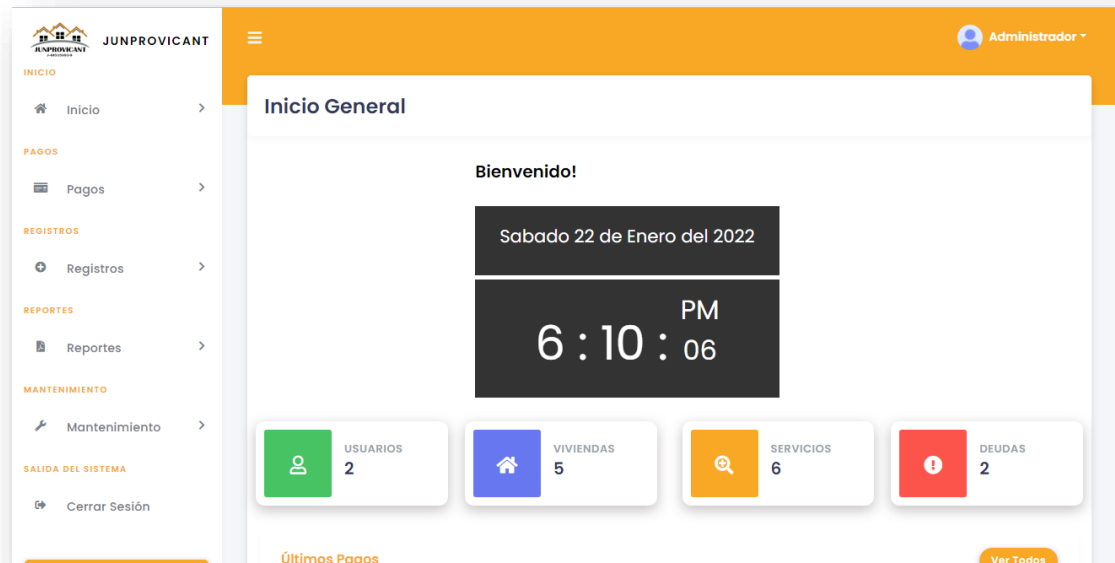 JUNPROVICANT
JUNPROVICANT
Administrador
INICIO
Inicio
PAGOS
Pagos
REGISTROS
Registros
REPORTES
Reportes
MANTENIMIENTO
Mantenimiento
SALIDA DEL SISTEMA
Cerrar Sesión
Inicio General
Bienvenido!
Sabado 22 de Enero del 2022
6 : 10 : PM 06
USUARIOS
2
VIVIENDAS
5
SERVICIOS
6
DEUDAS
2
Últimos Pagos
Ver Todos